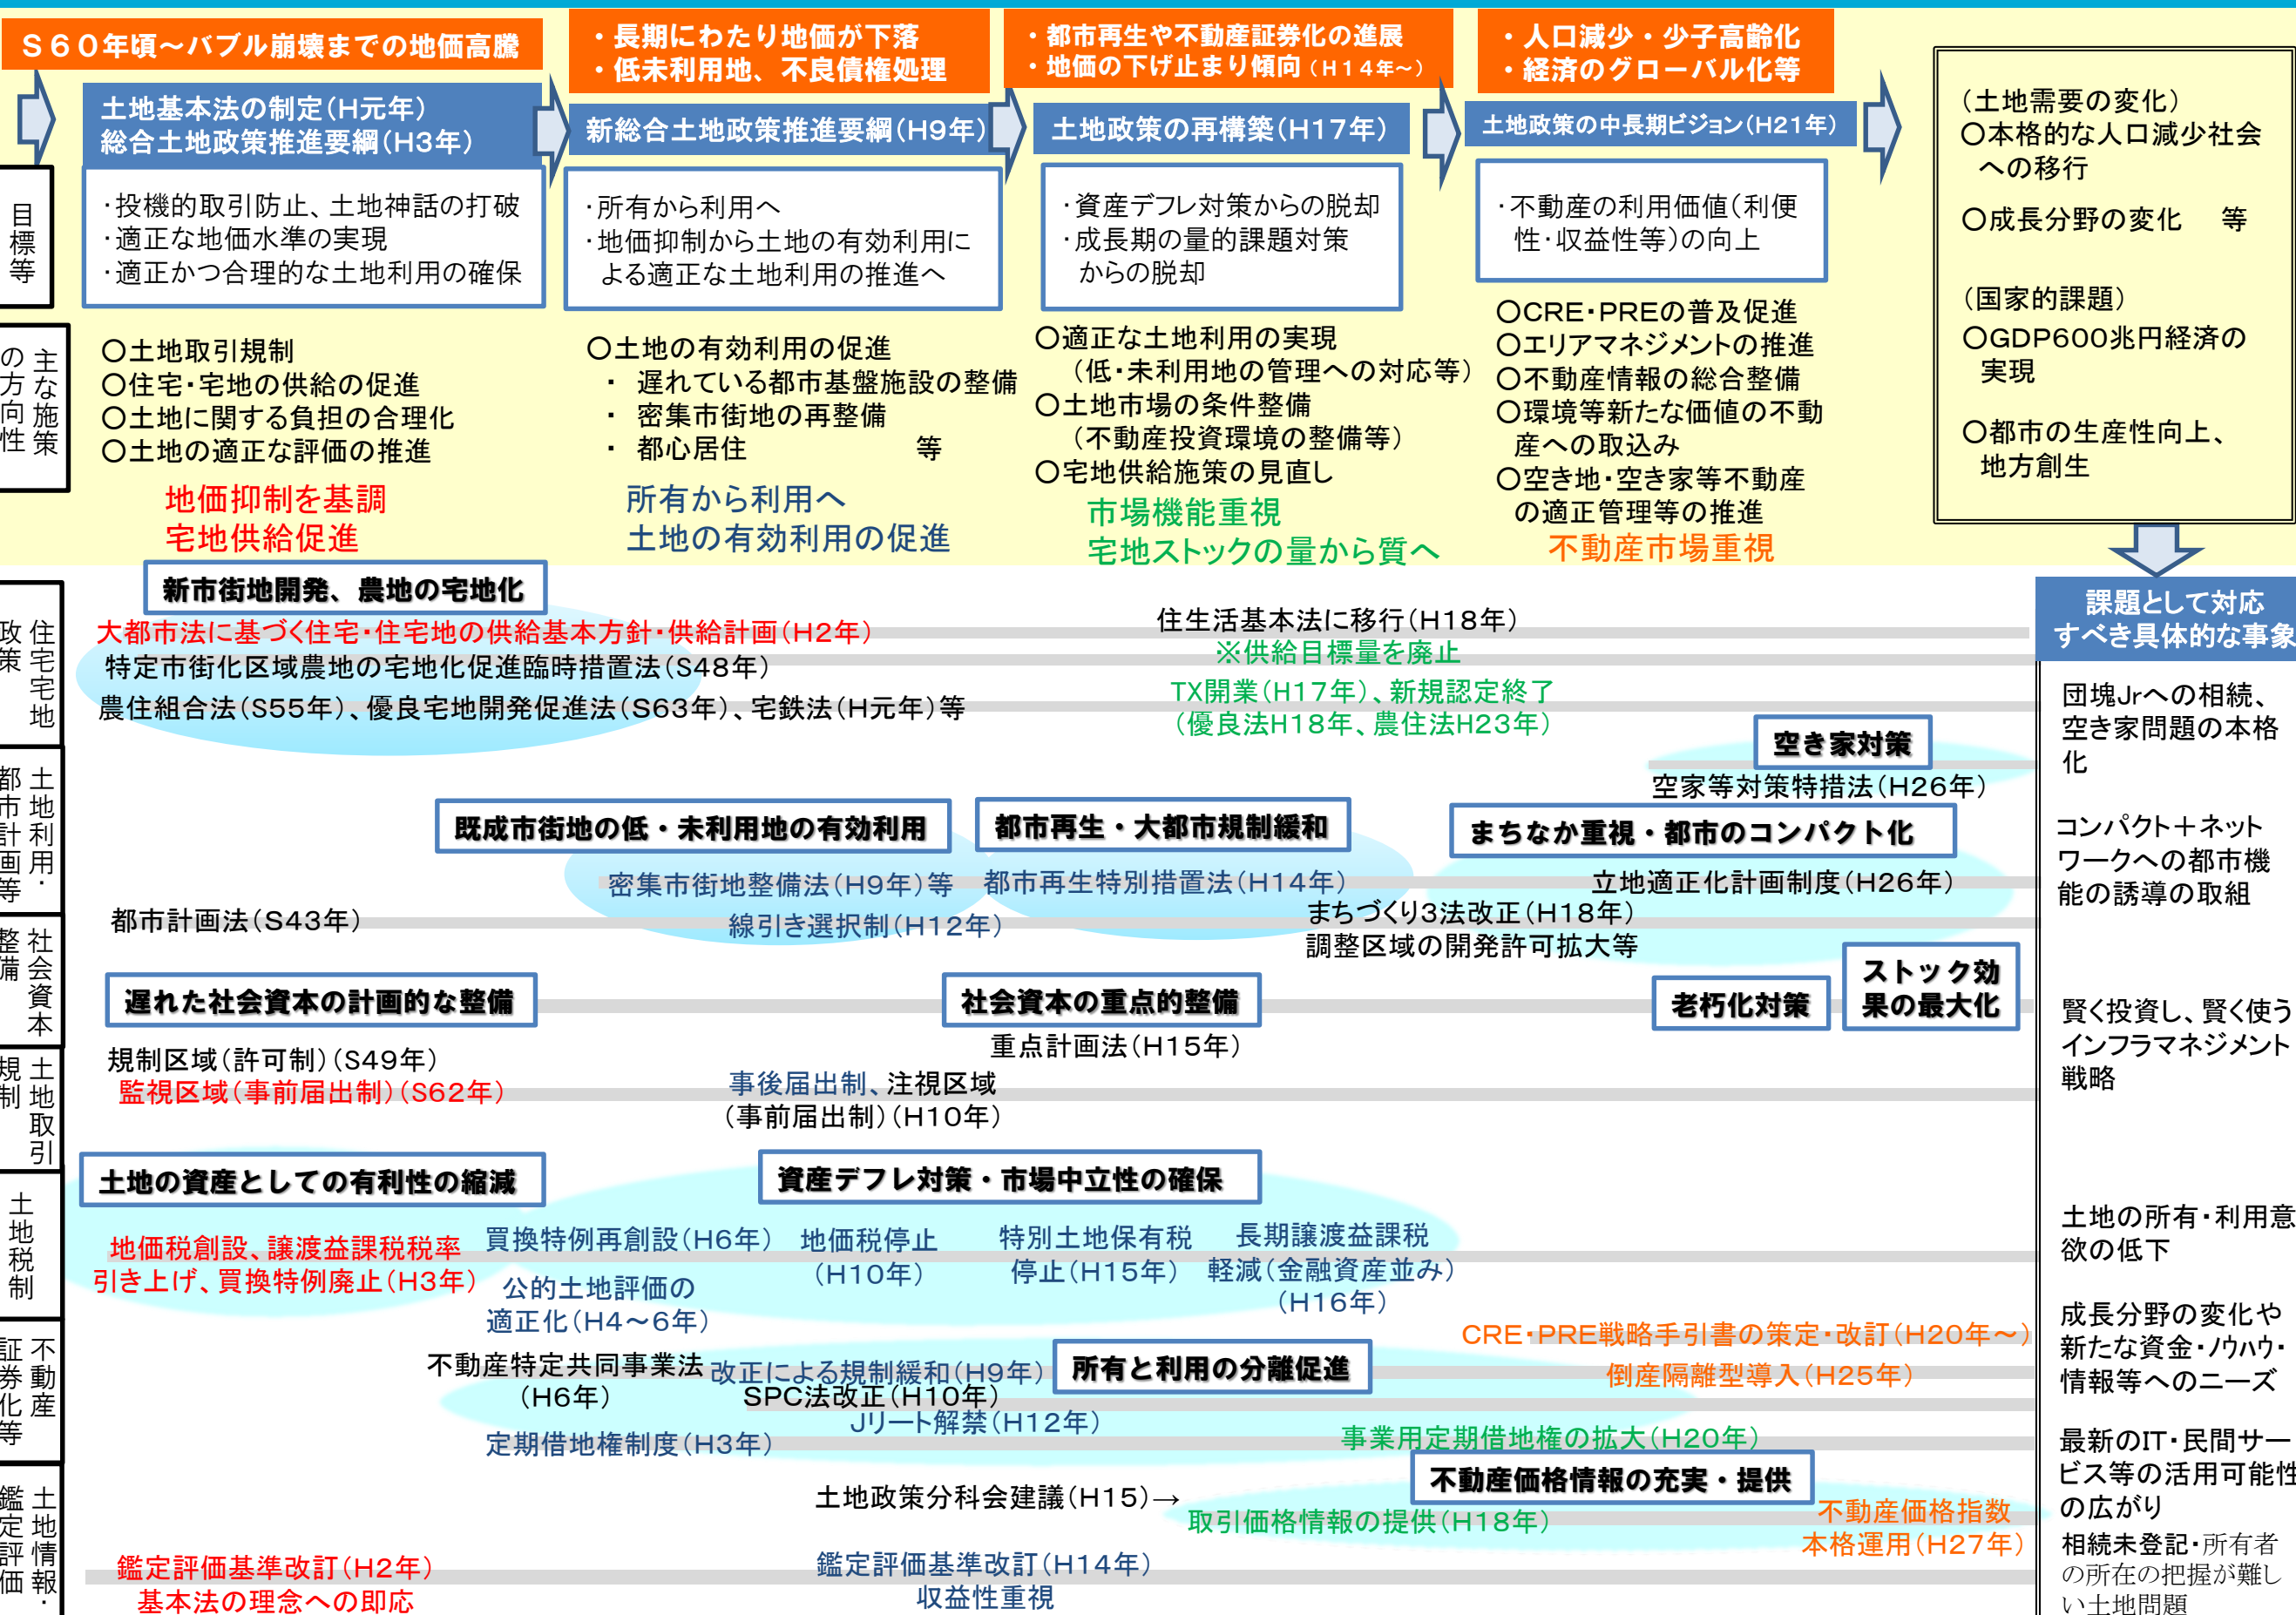 S60年頃～バブル崩壊までの地価高騰
・長期にわたり地価が下落
・低未利用地、不良債権処理
・都市再生や不動産証券化の進展
・地価の下げ止まり傾向（H14年～）
・人口減少・少子高齢化
・経済のグローバル化等
土地基本法の制定（H元年）
総合土地政策推進要綱（H3年）
新総合土地政策推進要綱（H9年）
土地政策の再構築（H17年）
土地政策の中長期ビジョン（H21年）
目標等
・投機的取引防止、土地神話の打破
・適正な地価水準の実現
・適正かつ合理的な土地利用の確保
・所有から利用へ
・地価抑制から土地の有効利用に
よる適正な土地利用の推進へ
・資産デフレ対策からの脱却
・成長期の量的課題対策
からの脱却
・不動産の利用価値（利便
性・収益性等）の向上
主な施策
の方向性
〇土地取引規制
〇住宅・宅地の供給の促進
〇土地に関する負担の合理化
〇土地の適正な評価の推進
地価抑制を基調
宅地供給促進
〇土地の有効利用の促進
・ 遅れている都市基盤施設の整備
・ 密集市街地の再整備
・ 都心居住 等
所有から利用へ
土地の有効利用の促進
〇適正な土地利用の実現
（低・未利用地の管理への対応等）
〇土地市場の条件整備
（不動産投資環境の整備等）
〇宅地供給施策の見直し
市場機能重視
宅地ストックの量から質へ
〇CRE・PREの普及促進
〇エリアマネジメントの推進
〇不動産情報の総合整備
〇環境等新たな価値の不動
産への取込み
〇空き地・空き家等不動産
の適正管理等の推進
不動産市場重視
（土地需要の変化）
〇本格的な人口減少社会
への移行
〇成長分野の変化 等
（国家的課題）
〇GDP600兆円経済の
実現
〇都市の生産性向上、
地方創生
住宅宅地
政策
新市街地開発、農地の宅地化
大都市法に基づく住宅・住宅地の供給基本方針・供給計画（H2年）
特定市街化区域農地の宅地化促進臨時措置法（S48年）
農住組合法（S55年）、優良宅地開発促進法（S63年）、宅鉄法（H元年）等
住生活基本法に移行（H18年）
※供給目標量を廃止
TX開業（H17年）、新規認定終了
（優良法H18年、農住法H23年）
空き家対策
空家等対策特措法（H26年）
土地利用・
都市計画等
既成市街地の低・未利用地の有効利用
都市再生・大都市規制緩和
まちなか重視・都市のコンパクト化
密集市街地整備法（H9年）等
都市再生特別措置法（H14年）
立地適正化計画制度（H26年）
都市計画法（S43年）
線引き選択制（H12年）
まちづくり3法改正（H18年）
調整区域の開発許可拡大等
社会資本
整備
遅れた社会資本の計画的な整備
社会資本の重点的整備
重点計画法（H15年）
老朽化対策
ストック効
果の最大化
土地取引
規制
規制区域（許可制）（S49年）
監視区域（事前届出制）（S62年）
事後届出制、注視区域
（事前届出制）（H10年）
土地税制
土地の資産としての有利性の縮減
資産デフレ対策・市場中立性の確保
地価税創設、譲渡益課税税率
引き上げ、買換特例廃止（H3年）
買換特例再創設（H6年）
公的土地評価の
適正化（H4～6年）
地価税停止
（H10年）
特別土地保有税
停止（H15年）
長期譲渡益課税
軽減（金融資産並み）
（H16年）
不動産
証券化等
不動産特定共同事業法
（H6年）
改正による規制緩和（H9年）
所有と利用の分離促進
SPC法改正（H10年）
Jリート解禁（H12年）
定期借地権制度（H3年）
CRE・PRE戦略手引書の策定・改訂（H20年～）
倒産隔離型導入（H25年）
事業用定期借地権の拡大（H20年）
土地情報・
鑑定評価
土地政策分科会建議（H15）→
不動産価格情報の充実・提供
取引価格情報の提供（H18年）
不動産価格指数
本格運用（H27年）
鑑定評価基準改訂（H2年）
基本法の理念への即応
鑑定評価基準改訂（H14年）
収益性重視
課題として対応
すべき具体的な事象
団塊Jrへの相続、
空き家問題の本格
化
コンパクト＋ネット
ワークへの都市機
能の誘導の取組
賢く投資し、賢く使う
インフラマネジメント
戦略
土地の所有・利用意
欲の低下
成長分野の変化や
新たな資金・ノウハウ・
情報等へのニーズ
最新のIT・民間サー
ビス等の活用可能性
の広がり
相続未登記・所有者
の所在の把握が難し
い土地問題